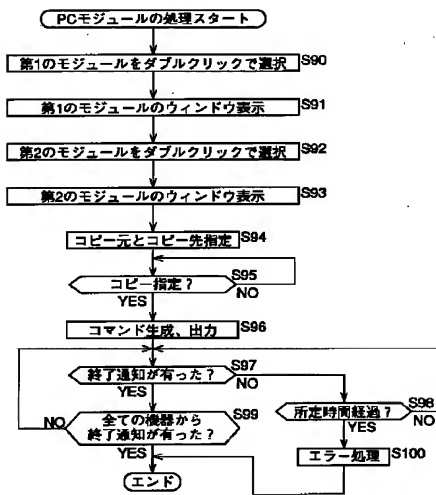 PCモジュールの処理スタート
第1のモジュールをダブルクリックで選択 S90
第1のモジュールのウィンドウ表示 S91
第2のモジュールをダブルクリックで選択 S92
第2のモジュールのウィンドウ表示 S93
コピー元とコピー先指定 S94
コピー指定? S95
YES NO
コマンド生成、出力 S96
終了通知が有った? S97
YES NO
所定時間経過? S98
YES NO
全ての機器から
終了通知が有った? S99
NO YES
エラー処理 S100
エンド